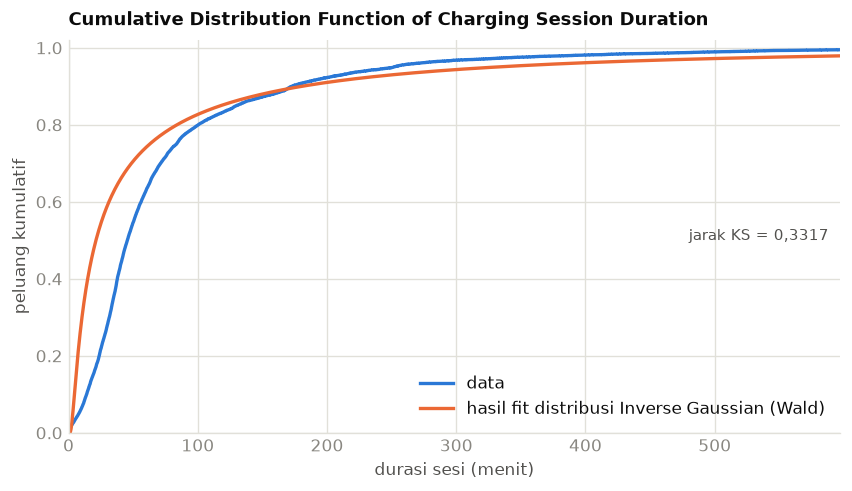 Cumulative Distribution Function of Charging Session Duration
1.0
0.8
0.6
0.4
0.2
0.0
peluang kumulatif
jarak KS = 0,3317
data
hasil fit distribusi Inverse Gaussian (Wald)
0
100
200
300
400
500
durasi sesi (menit)